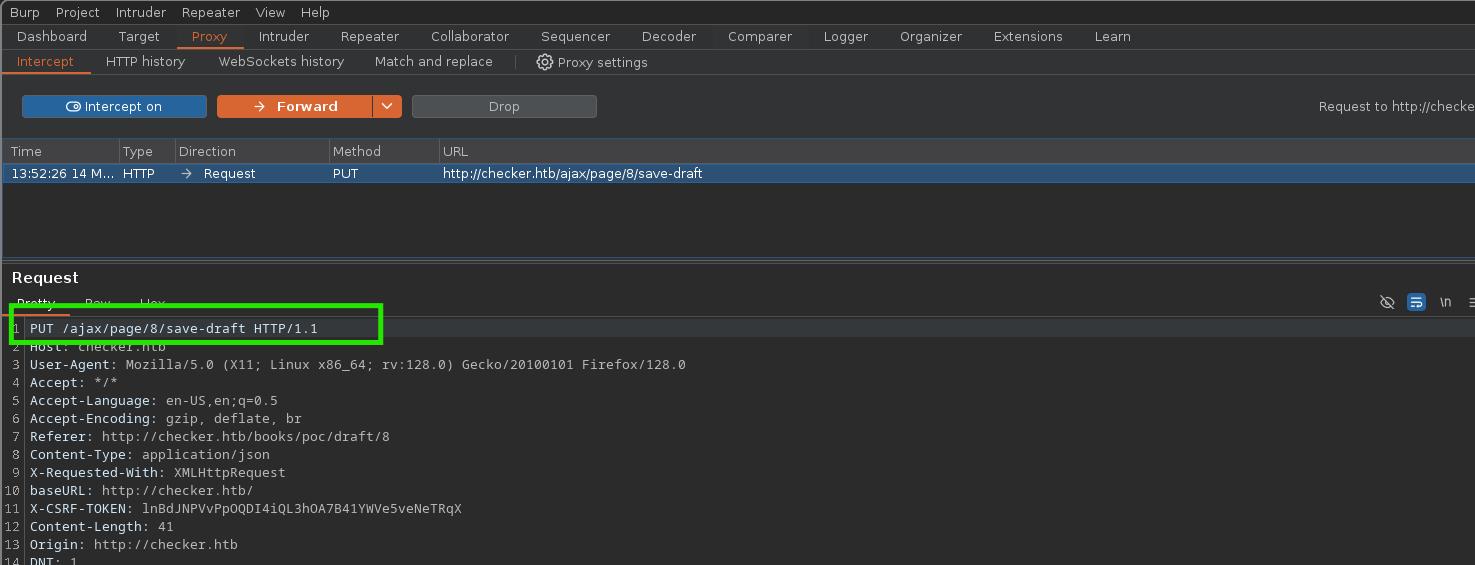 Burp Project Intruder Repeater View Help
Dashboard Target Proxy Intruder Repeater Collaborator Sequencer Decoder Comparer Logger Organizer Extensions Learn
Intercept HTTP history WebSockets history Match and replace Proxy settings
Intercept on Forward Drop Request to http://checke
Time Type Direction Method URL
13:52:26 14 M... HTTP → Request PUT http://checker.htb/ajax/page/8/save-draft
Request
Pretty Raw Hex \n
1 PUT /ajax/page/8/save-draft HTTP/1.1
2 Host: checker.htb
3 User-Agent: Mozilla/5.0 (X11; Linux x86_64; rv:128.0) Gecko/20100101 Firefox/128.0
4 Accept: */*
5 Accept-Language: en-US,en;q=0.5
6 Accept-Encoding: gzip, deflate, br
7 Referer: http://checker.htb/books/poc/draft/8
8 Content-Type: application/json
9 X-Requested-With: XMLHttpRequest
10 baseURL: http://checker.htb/
11 X-CSRF-TOKEN: lnBdJNPVvPpOQDI4iQL3hOA7B41YWVe5veNeTRqX
12 Content-Length: 41
13 Origin: http://checker.htb
14 DNT: 1